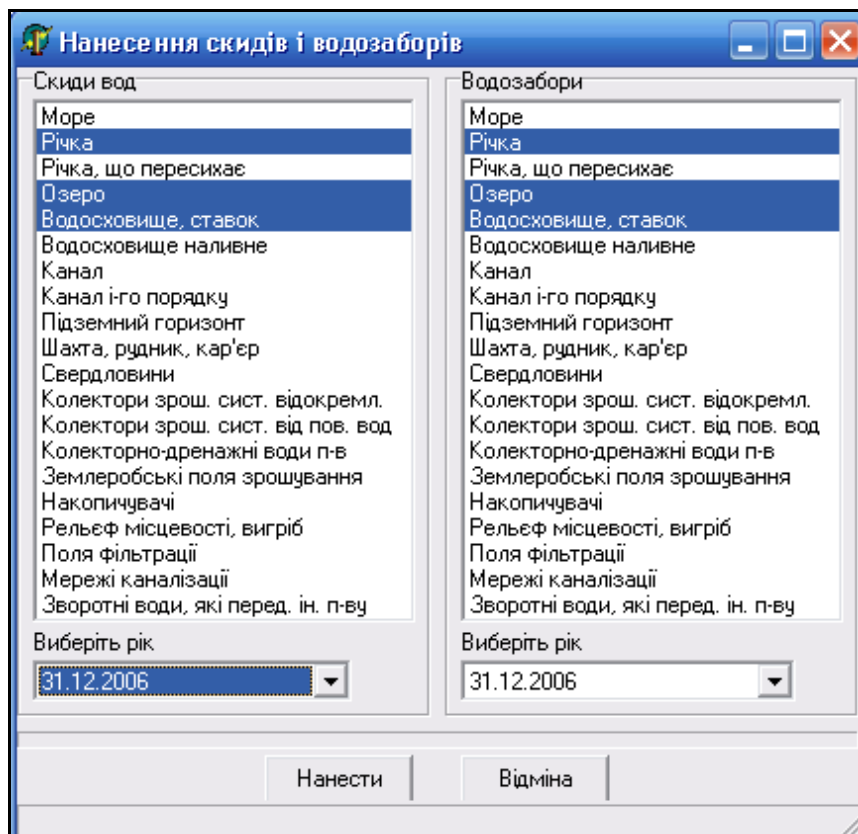 Нанесення скидів і водозаборів
Скиди вод
Море
Річка
Річка, що пересихає
Озеро
Водосховище, ставок
Водосховище наливне
Канал
Канал і-го порядку
Підземний горизонт
Шахта, рудник, кар'єр
Свердловини
Колектори зрош. сист. відокремл.
Колектори зрош. сист. від пов. вод
Колекторно-дренажні води п-в
Землеробські поля зрошування
Накопичувачі
Рельєф місцевості, вигріб
Поля фільтрації
Мережі каналізації
Зворотні води, які перед. ін. п-ву
Виберіть рік
31.12.2006
Водозабори
Море
Річка
Річка, що пересихає
Озеро
Водосховище, ставок
Водосховище наливне
Канал
Канал і-го порядку
Підземний горизонт
Шахта, рудник, кар'єр
Свердловини
Колектори зрош. сист. відокремл.
Колектори зрош. сист. від пов. вод
Колекторно-дренажні води п-в
Землеробські поля зрошування
Накопичувачі
Рельєф місцевості, вигріб
Поля фільтрації
Мережі каналізації
Зворотні води, які перед. ін. п-ву
Виберіть рік
31.12.2006
Нанести
Відміна